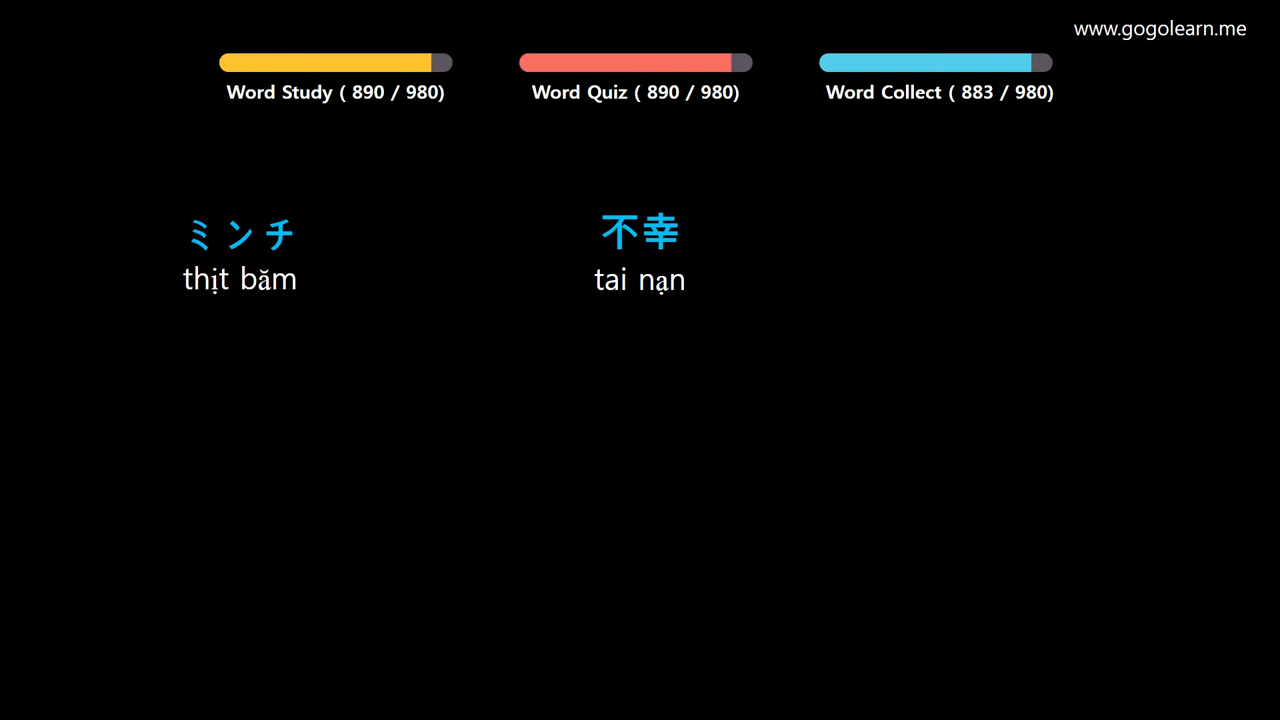 www.gogolearn.me
Word Study ( 890 / 980)
Word Quiz ( 890 / 980)
Word Collect ( 883 / 980)
ミンチ
thịt băm
不幸
tai nạn